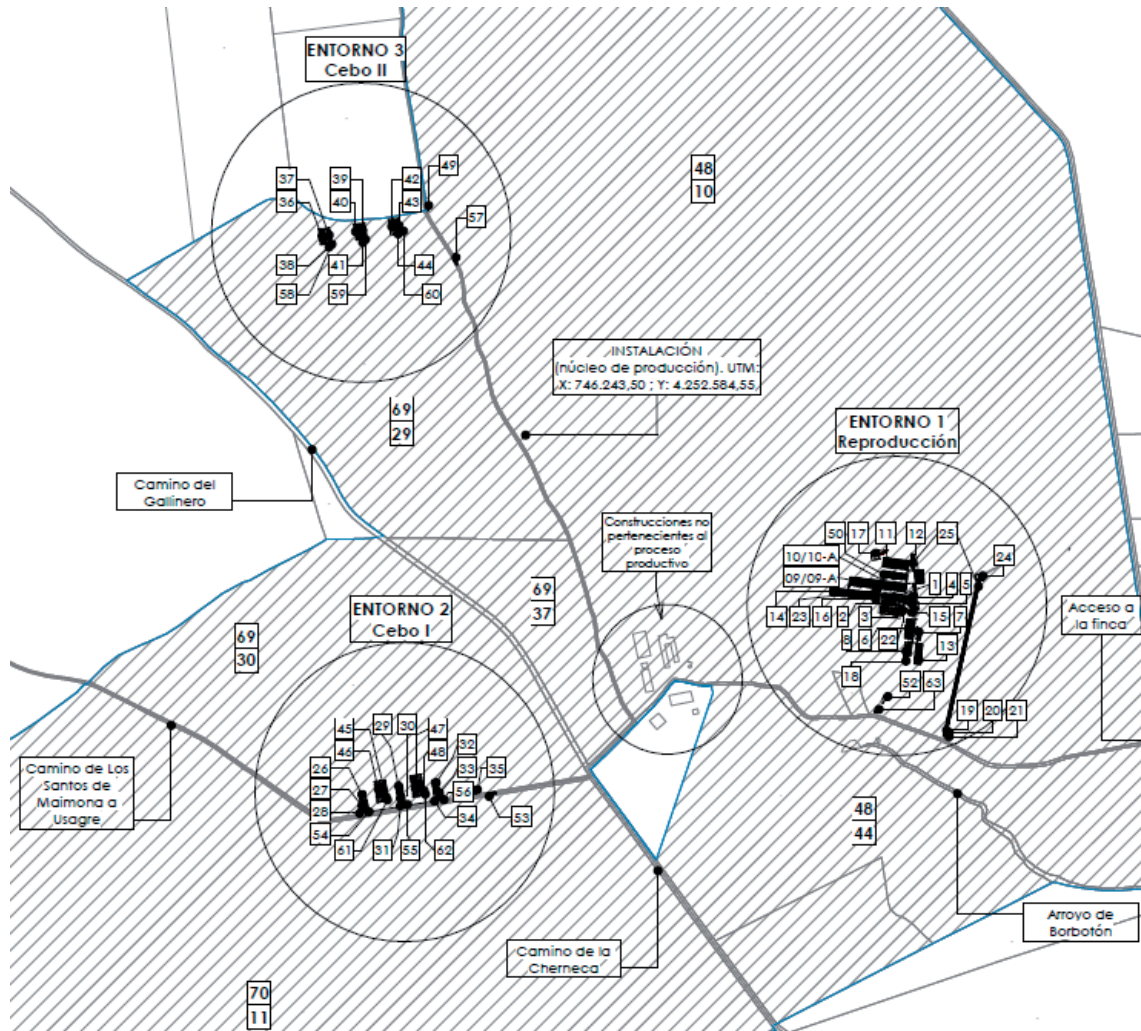 ENTORNO 3
Cebo II
37
39
42
49
36
40
43
48
10
57
38
41
44
58
59
60
INSTALACIÓN
(núcleo de producción). UTM:
X: 746.243,50 ; Y: 4.252.584,55
69
29
ENTORNO 1
Reproducción
Camino del
Gallinero
Construcciones no
pertenecientes al
proceso
productivo
50
17
11
12
25
10/10-A
24
09/09-A
1
4
5
14
23
16
2
3
15
7
8
6
22
13
18
52
63
19
20
21
Acceso a
la finca
69
37
ENTORNO 2
Cebo I
69
30
45
29
30
47
46
48
32
26
33
35
27
56
28
34
53
54
61
31
55
62
Camino de Los
Santos de
Maimona a
Usagre
48
44
Arroyo de
Borbotón
Camino de la
Cherneca
70
11